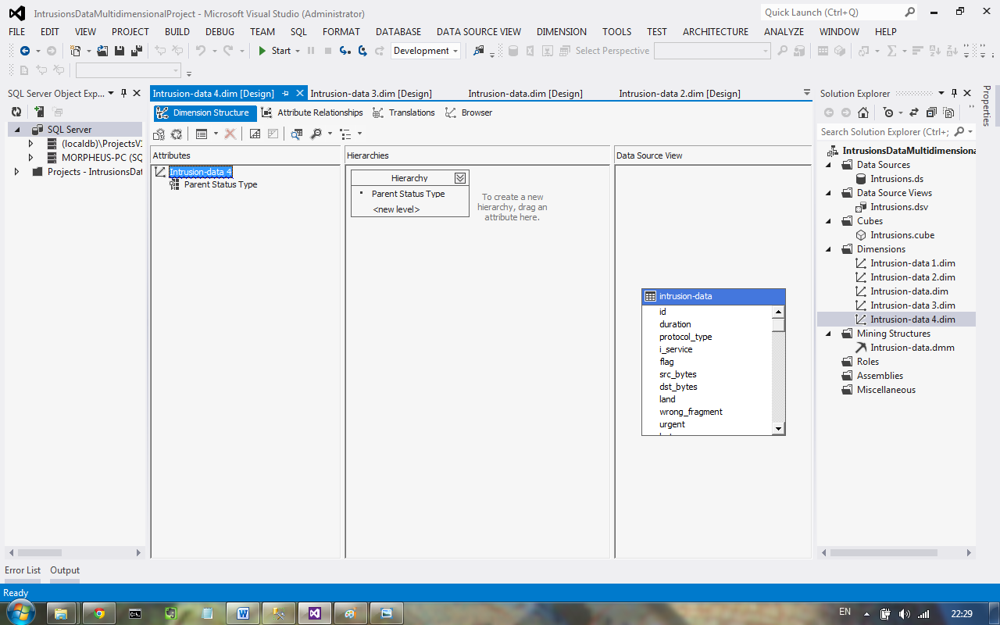 IntrusionsDataMultidimensionalProject - Microsoft Visual Studio (Administrator)
Quick Launch (Ctrl+Q)
FILE EDIT VIEW PROJECT BUILD DEBUG TEAM SQL FORMAT DATABASE DATA SOURCE VIEW DIMENSION TOOLS TEST ARCHITECTURE ANALYZE WINDOW HELP
Start Development Select Perspective
SQL Server Object Exp...
SQL Server
(localdb)\ProjectsV
MORPHEUS-PC (SQ
Projects - IntrusionsDat
Intrusion-data 4.dim [Design] Intrusion-data 3.dim [Design] Intrusion-data.dim [Design] Intrusion-data 2.dim [Design]
Dimension Structure Attribute Relationships Translations Browser
Attributes
Intrusion-data 4
Parent Status Type
Hierarchies
Hierarchy
Parent Status Type
<new level>
To create a new
hierarchy, drag an
attribute here.
Data Source View
intrusion-data
id
duration
protocol_type
i_service
flag
src_bytes
dst_bytes
land
wrong_fragment
urgent
Solution Explorer
Search Solution Explorer (Ctrl+;
IntrusionsDataMultidimensiona
Data Sources
Intrusions.ds
Data Source Views
Intrusions.dsv
Cubes
Intrusions.cube
Dimensions
Intrusion-data 1.dim
Intrusion-data 2.dim
Intrusion-data.dim
Intrusion-data 3.dim
Intrusion-data 4.dim
Mining Structures
Intrusion-data.dmm
Roles
Assemblies
Miscellaneous
Properties
Error List Output
Ready
EN 22:29